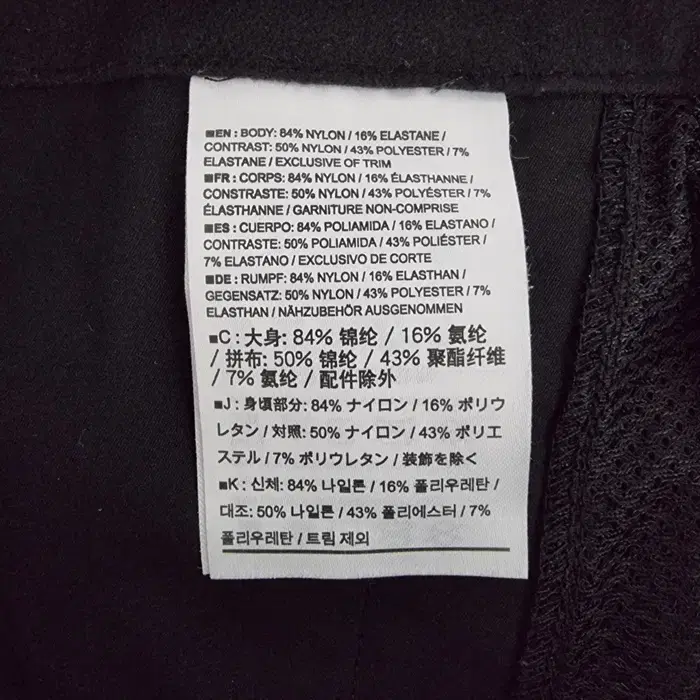 ■EN : BODY: 84% NYLON / 16% ELASTANE /
CONTRAST: 50% NYLON / 43% POLYESTER / 7%
ELASTANE / EXCLUSIVE OF TRIM
■FR : CORPS: 84% NYLON / 16% ÉLASTHANNE /
CONSTRASTE: 50% NYLON / 43% POLYÉSTER / 7%
ÉLASTHANNE / GARNITURE NON-COMPRISE
■ES : CUERPO: 84% POLIAMIDA / 16% ELASTANO /
CONTRASTE: 50% POLIAMIDA / 43% POLIÉSTER /
7% ELASTANO / EXCLUSIVO DE CORTE
■DE : RUMPF: 84% NYLON / 16% ELASTHAN /
GEGENSATZ: 50% NYLON / 43% POLYESTER / 7%
ELASTHAN / NÄHZUBEHÖR AUSGENOMMEN
■C : 大身: 84% 锦纶 / 16% 氨纶
/ 拼布: 50% 锦纶 / 43% 聚酯纤维
/ 7% 氨纶 / 配件除外
■J : 身頃部分: 84% ナイロン / 16% ポリウ
レタン / 対照: 50% ナイロン / 43% ポリエ
ステル / 7% ポリウレタン / 装飾を除く
■K : 신체: 84% 나일론 / 16% 폴리우레탄 /
대조: 50% 나일론 / 43% 폴리에스터 / 7%
폴리우레탄 / 트림 제외